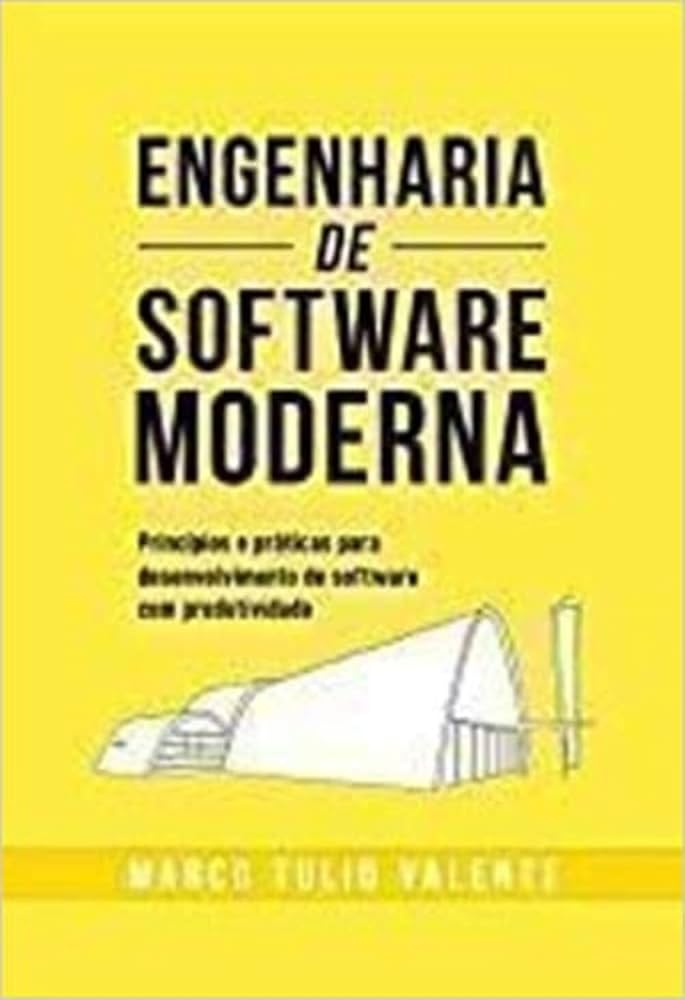 ENGENHARIA
DE
SOFTWARE
MODERNA
Princípios e práticas para
desenvolvimento de software
com produtividade
MARCO TULIO VALENTE